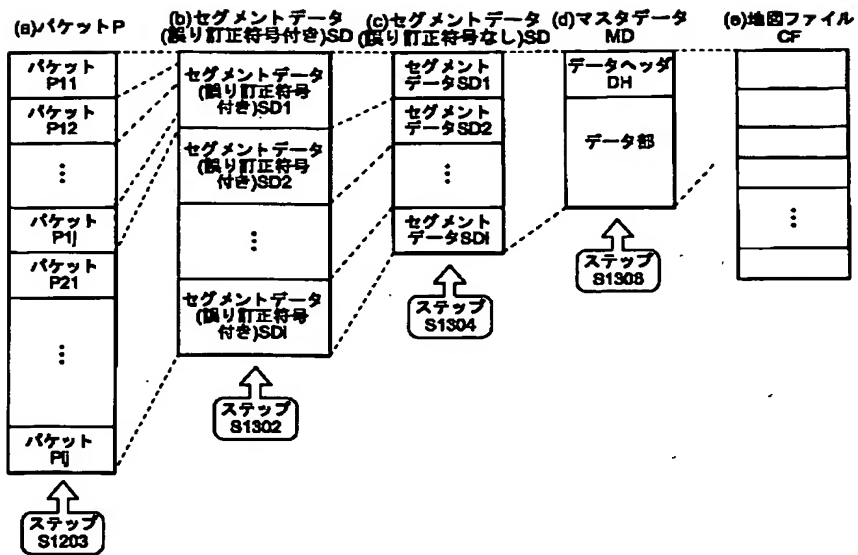 (a)パケットP
パケット
P11
パケット
P12
⋮
パケット
P1j
パケット
P21
⋮
パケット
Pij
ステップ
S1203
(b)セグメントデータ
(誤り訂正符号付き)SD
セグメントデータ
(誤り訂正符号
付き)SD1
セグメントデータ
(誤り訂正符号
付き)SD2
⋮
セグメントデータ
(誤り訂正符号
付き)SDi
ステップ
S1302
(c)セグメントデータ
(誤り訂正符号なし)SD
セグメント
データSD1
セグメント
データSD2
⋮
セグメント
データSDi
ステップ
S1304
(d)マスタデータ
MD
データヘッダ
DH
データ部
ステップ
S1308
(e)地図ファイル
CF
⋮